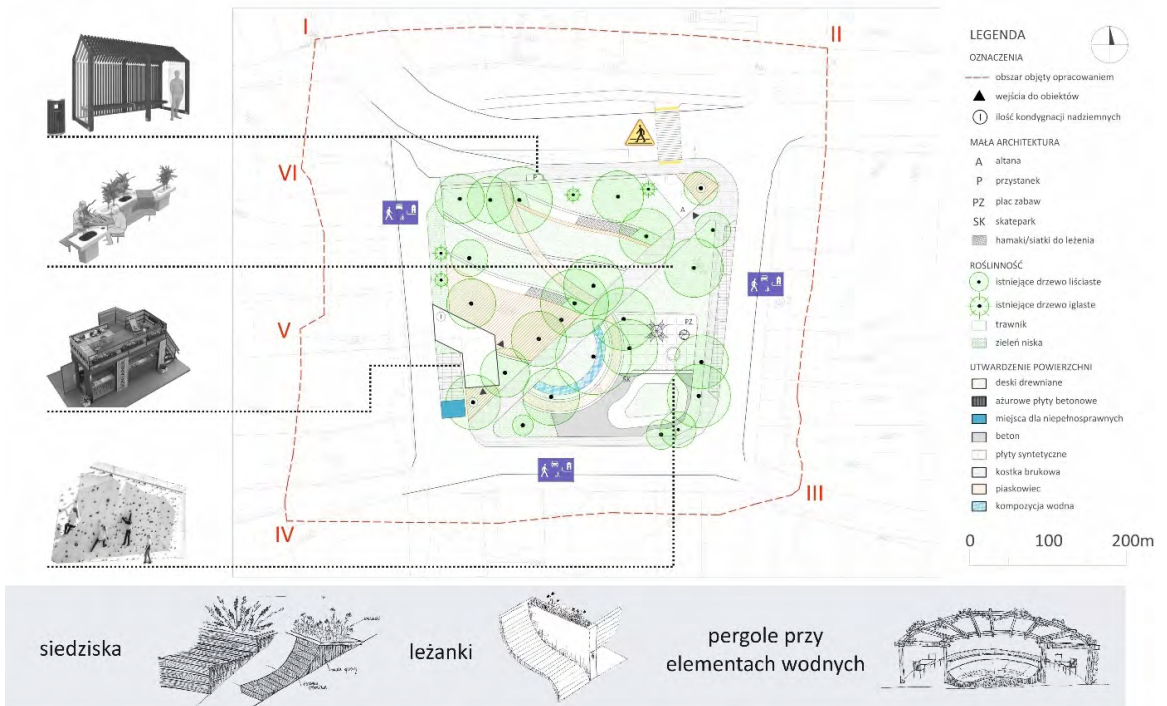 I
II
VI
V
IV
III
P
A
I
PZ
SK
LEGENDA
OZNACZENIA
obszar objęty opracowaniem
wejścia do obiektów
I ilość kondygnacji nadziemnych
MAŁA ARCHITEKTURA
A altana
P przystanek
PZ plac zabaw
SK skatepark
hamaki/siatki do leżenia
ROŚLINNOŚĆ
istniejące drzewo liściaste
istniejące drzewo iglaste
trawnik
zieleń niska
UTWARDZENIE POWIERZCHNI
deski drewniane
ażurowe płyty betonowe
miejsca dla niepełnosprawnych
beton
płyty syntetyczne
kostka brukowa
piaskowiec
kompozycja wodna
0 100 200m
siedziska
leżanki
pergole przy
elementach wodnych